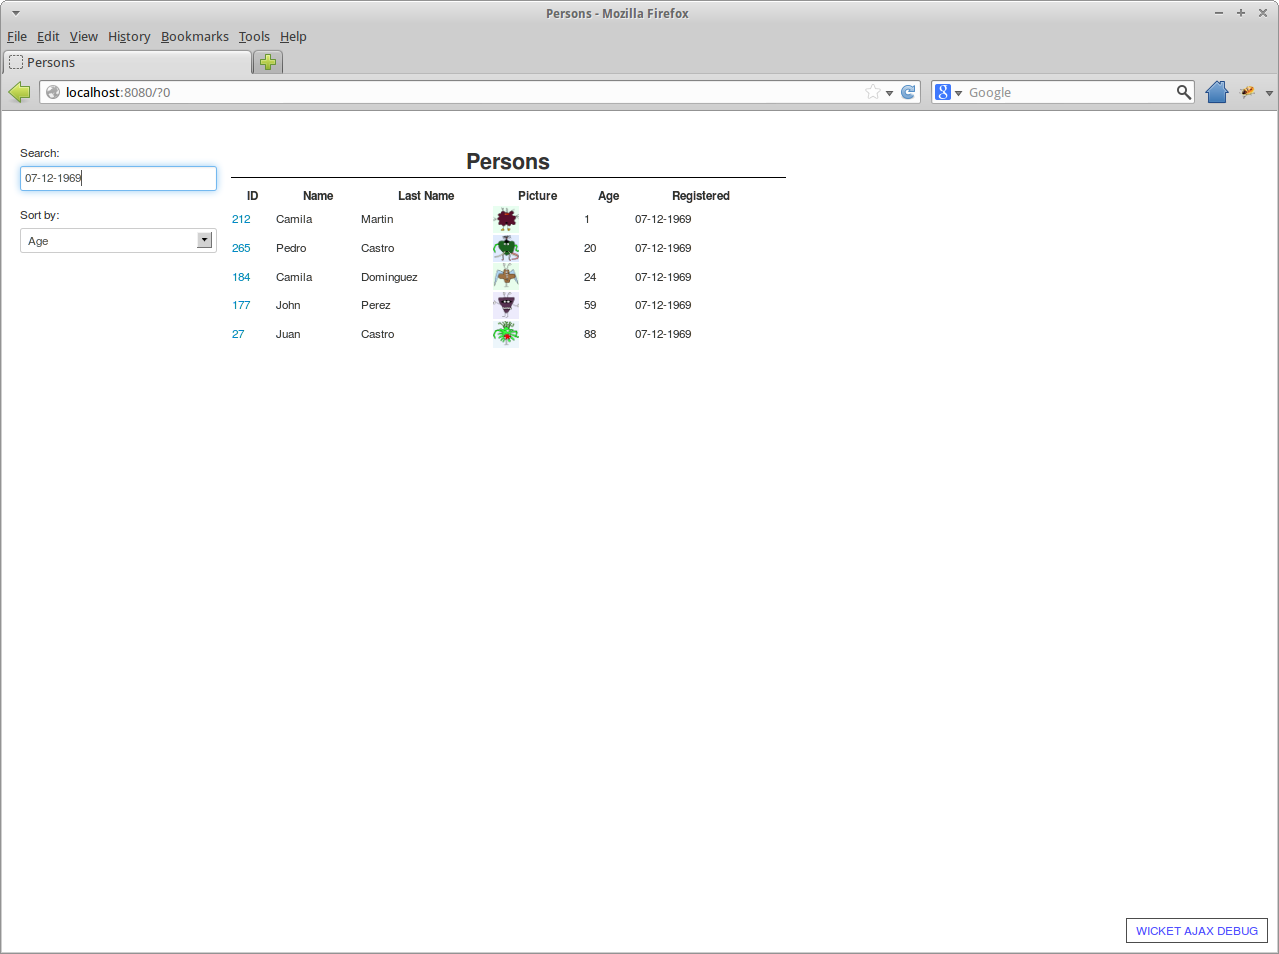 Persons - Mozilla Firefox
File Edit View History Bookmarks Tools Help
Persons
localhost:8080/?0
Google
Search:
07-12-1969
Sort by:
Age
Persons
ID Name Last Name Picture Age Registered
212 Camila Martin 1 07-12-1969
265 Pedro Castro 20 07-12-1969
184 Camila Dominguez 24 07-12-1969
177 John Perez 59 07-12-1969
27 Juan Castro 88 07-12-1969
WICKET AJAX DEBUG